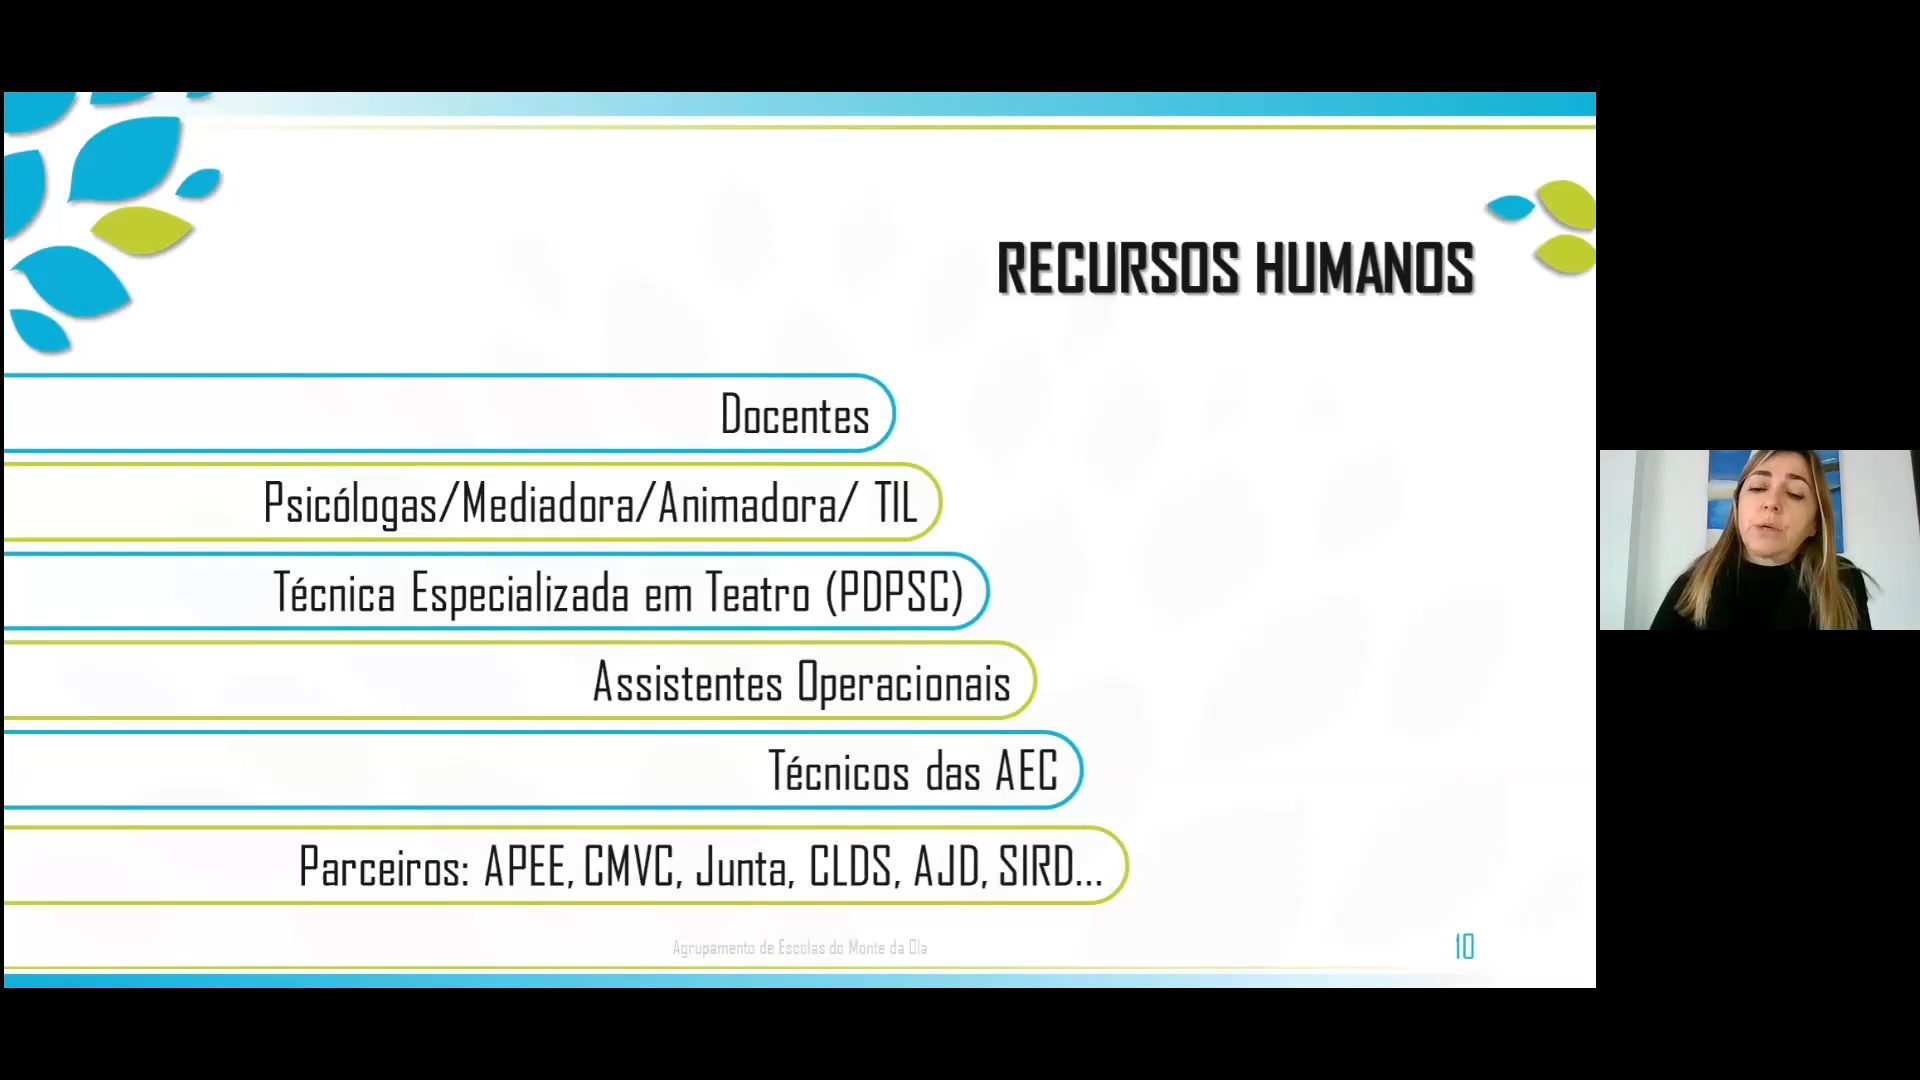 RECURSOS HUMANOS
Docentes
Psicólogas/Mediadora/Animadora/ TIL
Técnica Especializada em Teatro (PDPSC)
Assistentes Operacionais
Técnicos das AEC
Parceiros: APEE, CMVC, Junta, CLDS, AJD, SIRD...
Agrupamento de Escolas do Monte da Ola
10